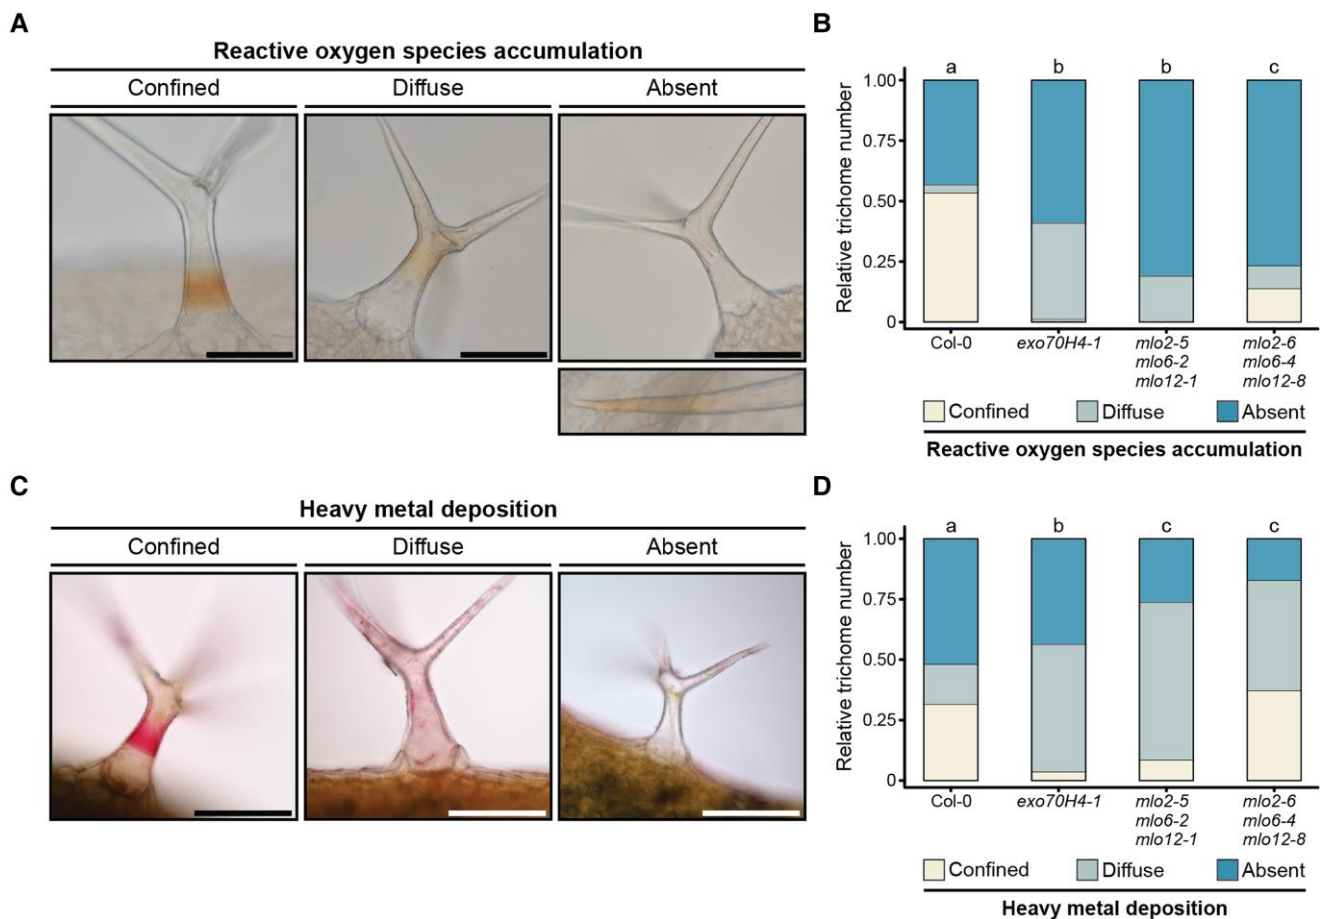 A
Reactive oxygen species accumulation
Confined
Diffuse
Absent
B
a
b
b
c
Relative trichome number
1.00
0.75
0.50
0.25
0
Col-0
exo70H4-1
mlo2-5
mlo6-2
mlo12-1
mlo2-6
mlo6-4
mlo12-8
Confined
Diffuse
Absent
Reactive oxygen species accumulation
C
Heavy metal deposition
Confined
Diffuse
Absent
D
a
b
c
c
Relative trichome number
1.00
0.75
0.50
0.25
0
Col-0
exo70H4-1
mlo2-5
mlo6-2
mlo12-1
mlo2-6
mlo6-4
mlo12-8
Confined
Diffuse
Absent
Heavy metal deposition